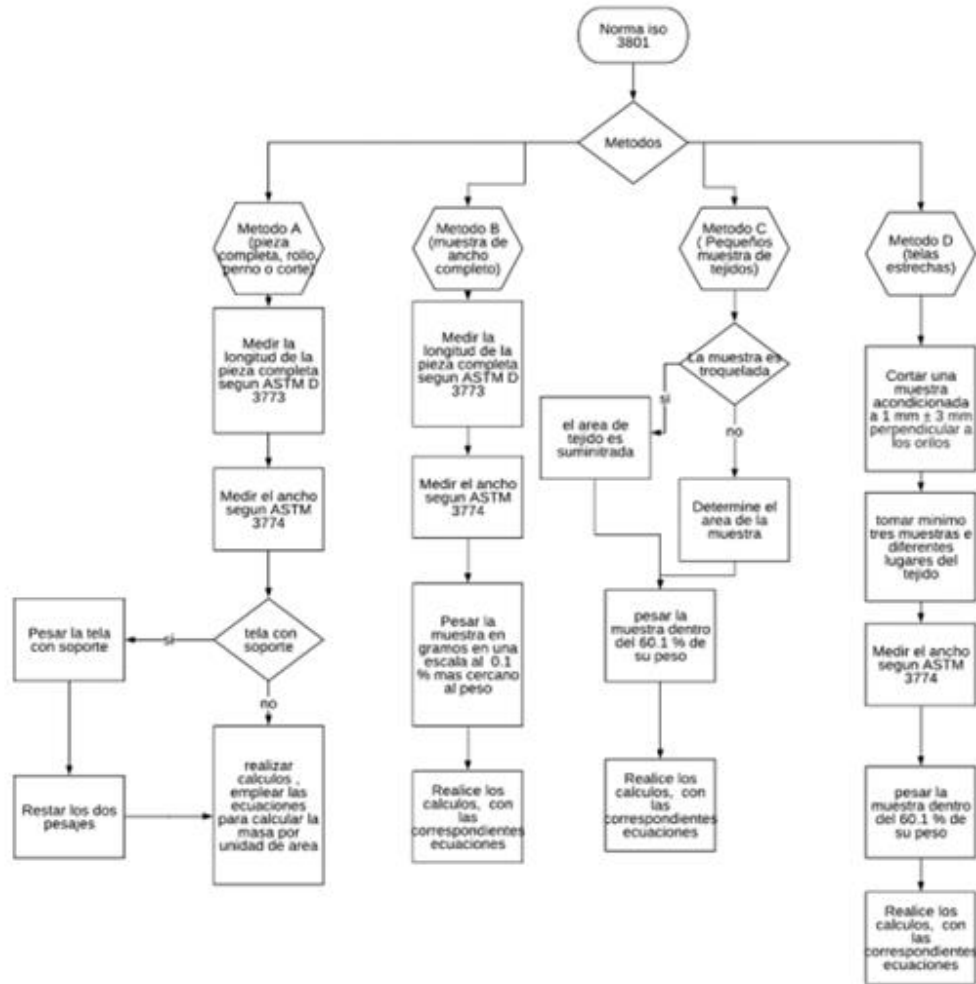 Norma iso
3801
Metodos
Metodo A
(pieza
completa, rollo,
perno o corte)
Medir la
longitud de la
pieza completa
segun ASTM D
3773
Medir el ancho
segun ASTM
3774
tela con
soporte
si
Pesar la tela
con soporte
Restar los dos
pesajes
no
realizar
calculos ,
emplear las
ecuaciones
para calcular la
masa por
unidad de area
Metodo B
(muestra de
ancho
completo)
Medir la
longitud de la
pieza completa
segun ASTM D
3773
Medir el ancho
segun ASTM
3774
Pesar la
muestra en
gramos en una
escala al 0.1
% mas cercano
al peso
Realice los
calculos, con
las
correspondientes
ecuaciones
Metodo C
( Pequeños
muestra de
tejidos)
La muestra es
troquelada
si
el area de
tejido es
suminitrada
no
Determine el
area de la
muestra
pesar la
muestra dentro
del 60.1 % de
su peso
Realice los
calculos, con
las
correspondientes
ecuaciones
Metodo D
(telas
estrechas)
Cortar una
muestra
acondicionada
a 1 mm ± 3 mm
perpendicular a
los orilos
tomar minimo
tres muestras e
diferentes
lugares del
tejido
Medir el ancho
segun ASTM
3774
pesar la
muestra dentro
del 60.1 % de
su peso
Realice los
calculos, con
las
correspondientes
ecuaciones